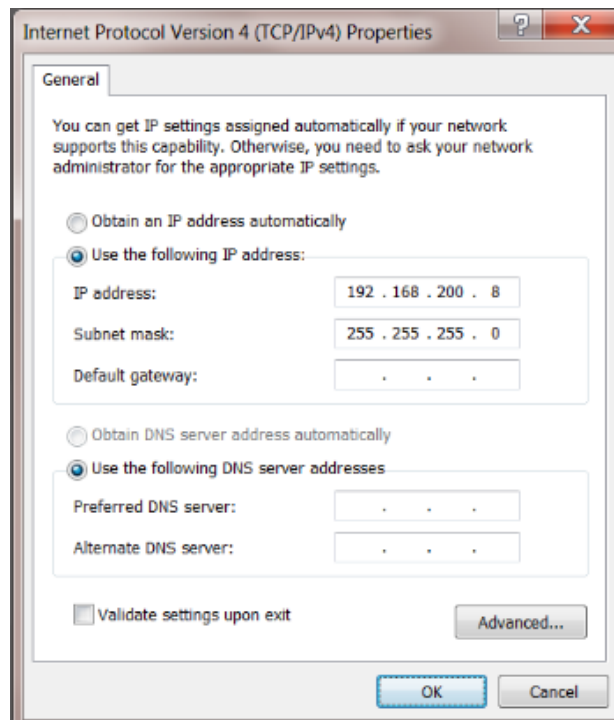 Internet Protocol Version 4 (TCP/IPv4) Properties
General
You can get IP settings assigned automatically if your network
supports this capability. Otherwise, you need to ask your network
administrator for the appropriate IP settings.
Obtain an IP address automatically
Use the following IP address:
IP address: 192 . 168 . 200 . 8
Subnet mask: 255 . 255 . 255 . 0
Default gateway: . . .
Obtain DNS server address automatically
Use the following DNS server addresses
Preferred DNS server: . . .
Alternate DNS server: . . .
Validate settings upon exit
Advanced...
OK Cancel